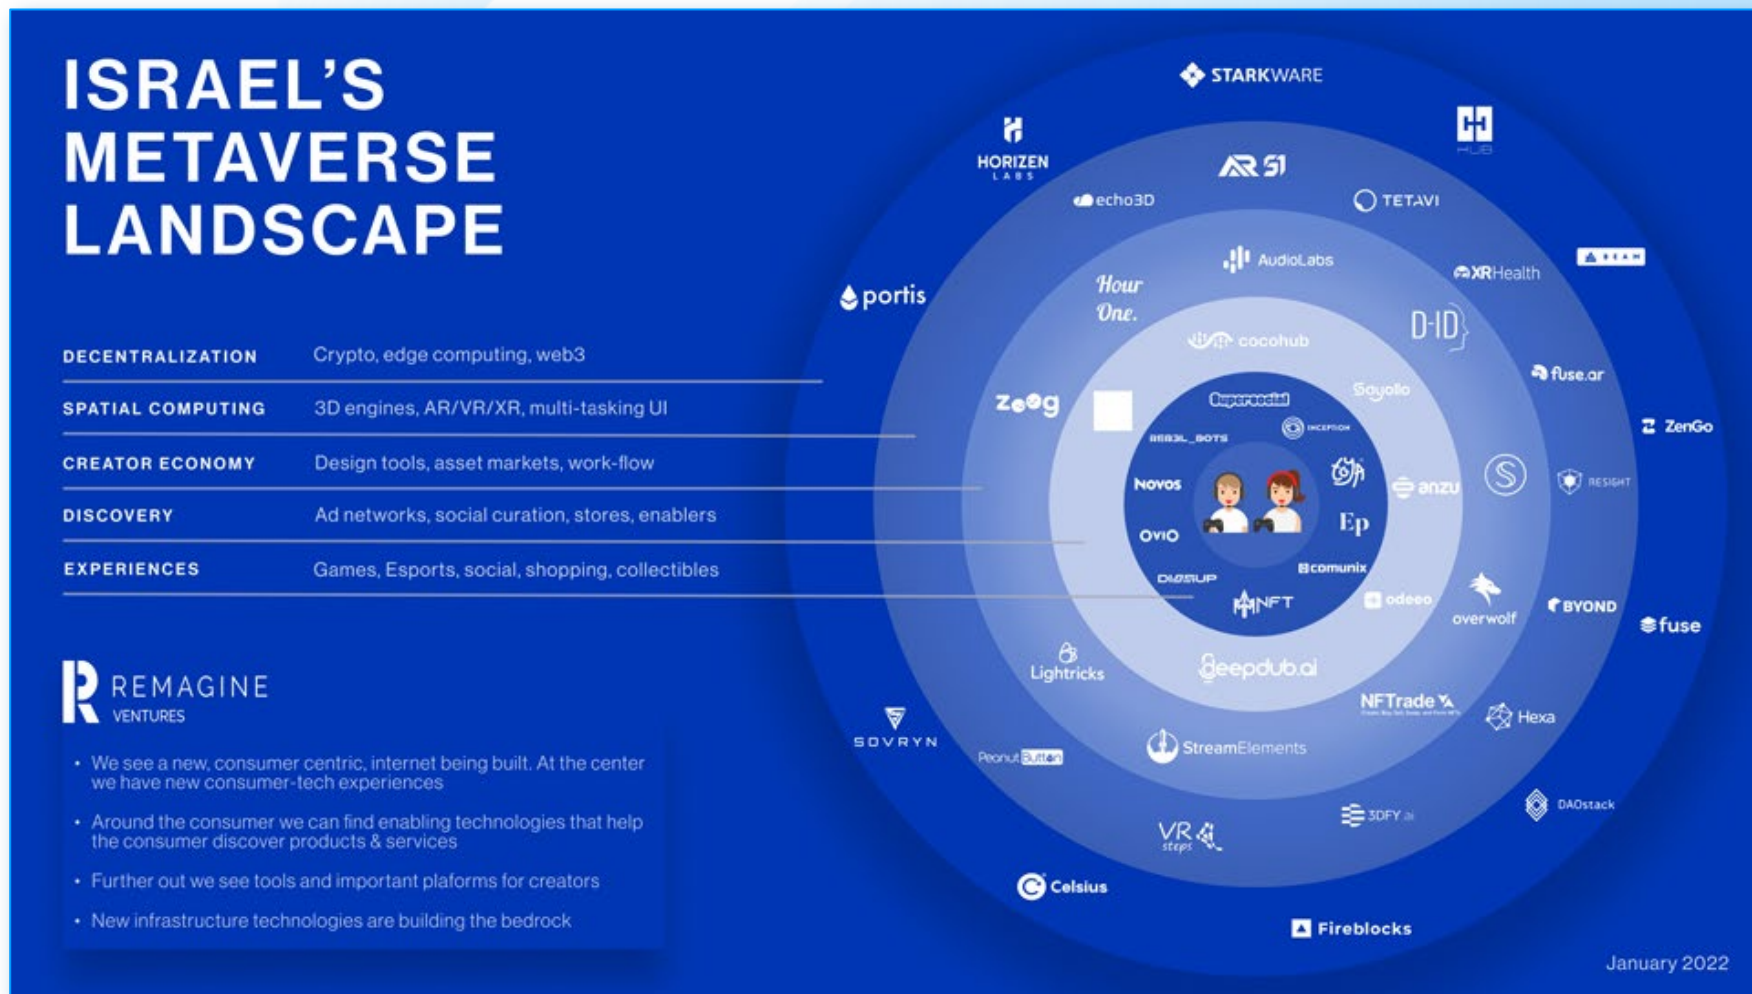 ISRAEL'S
METAVERSE
LANDSCAPE
DECENTRALIZATION Crypto, edge computing, web3
SPATIAL COMPUTING 3D engines, AR/VR/XR, multi-tasking UI
CREATOR ECONOMY Design tools, asset markets, work-flow
DISCOVERY Ad networks, social curation, stores, enablers
EXPERIENCES Games, Esports, social, shopping, collectibles
REMAGINE
VENTURES
• We see a new, consumer centric, internet being built. At the center
we have new consumer-tech experiences
• Around the consumer we can find enabling technologies that help
the consumer discover products & services
• Further out we see tools and important plaforms for creators
• New infrastructure technologies are building the bedrock
STARKWARE
HORIZEN
LABS
HUB
AR 51
echo3D
TETAVI
BEAM
AudioLabs
XRHealth
Hour
One.
portis
D-ID
cocohub
fuse.ar
Sayollo
zoog
Supersocial
ZenGo
INCEPTION
REB3L_BOTS
NOVOS
anzu
S
RESIGHT
Ep
OVIO
comunix
NFT
odeeo
overwolf
BYOND
fuse
Lightricks
deepdub.ai
NFTrade
Hexa
SOVRYN
Peanut Button
StreamElements
DAOstack
3DFY.ai
VR
steps
Celsius
Fireblocks
January 2022